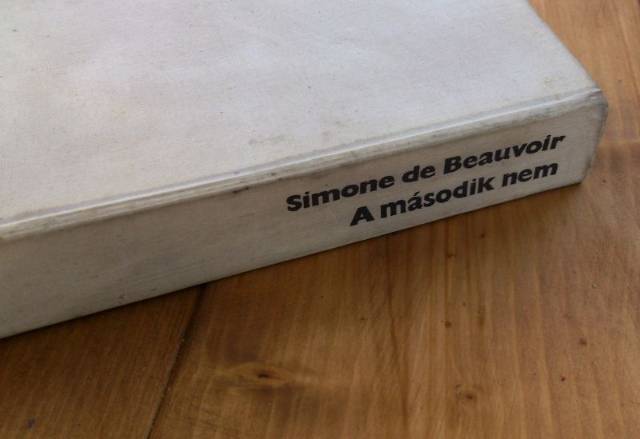 Simone de Beauvoir
A második nem